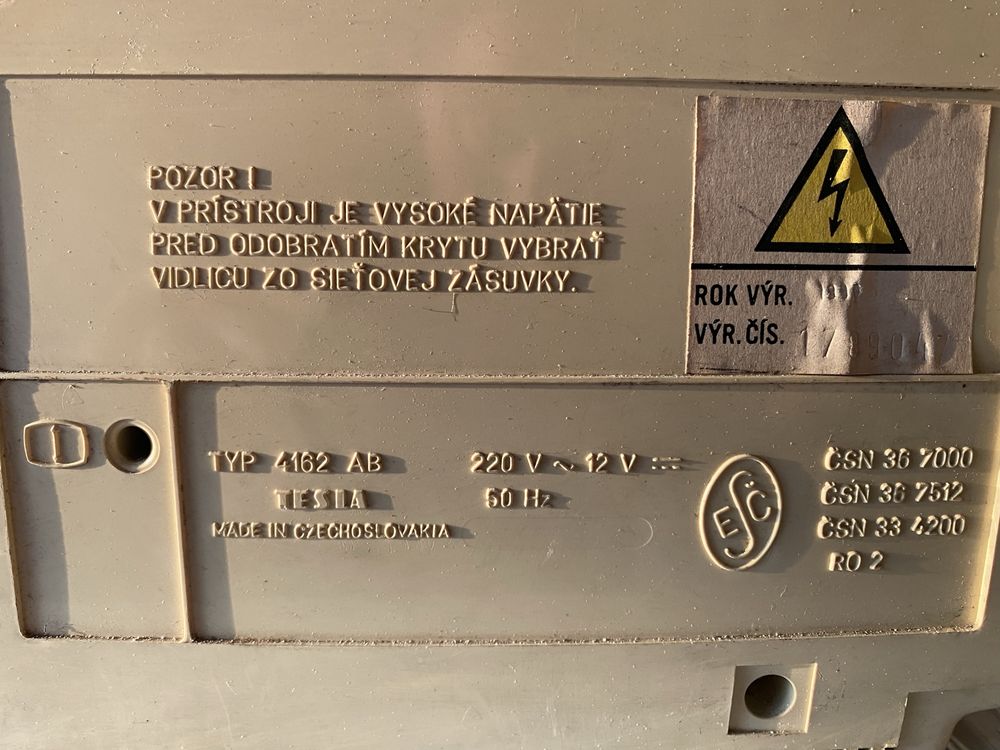 POZOR !
V PRÍSTROJI JE VYSOKÉ NAPÄTIE
PRED ODOBRATÍM KRYTU VYBRAŤ
VIDLICU ZO SIEŤOVEJ ZÁSUVKY.
ROK VÝR.
VÝR. ČÍS.
TYP 4162 AB
TESLA
MADE IN CZECHOSLOVAKIA
220 V ~ 12 V ⎓
50 Hz
ESČ
ČSN 36 7000
ČSN 36 7512
ČSN 33 4200
RO 2